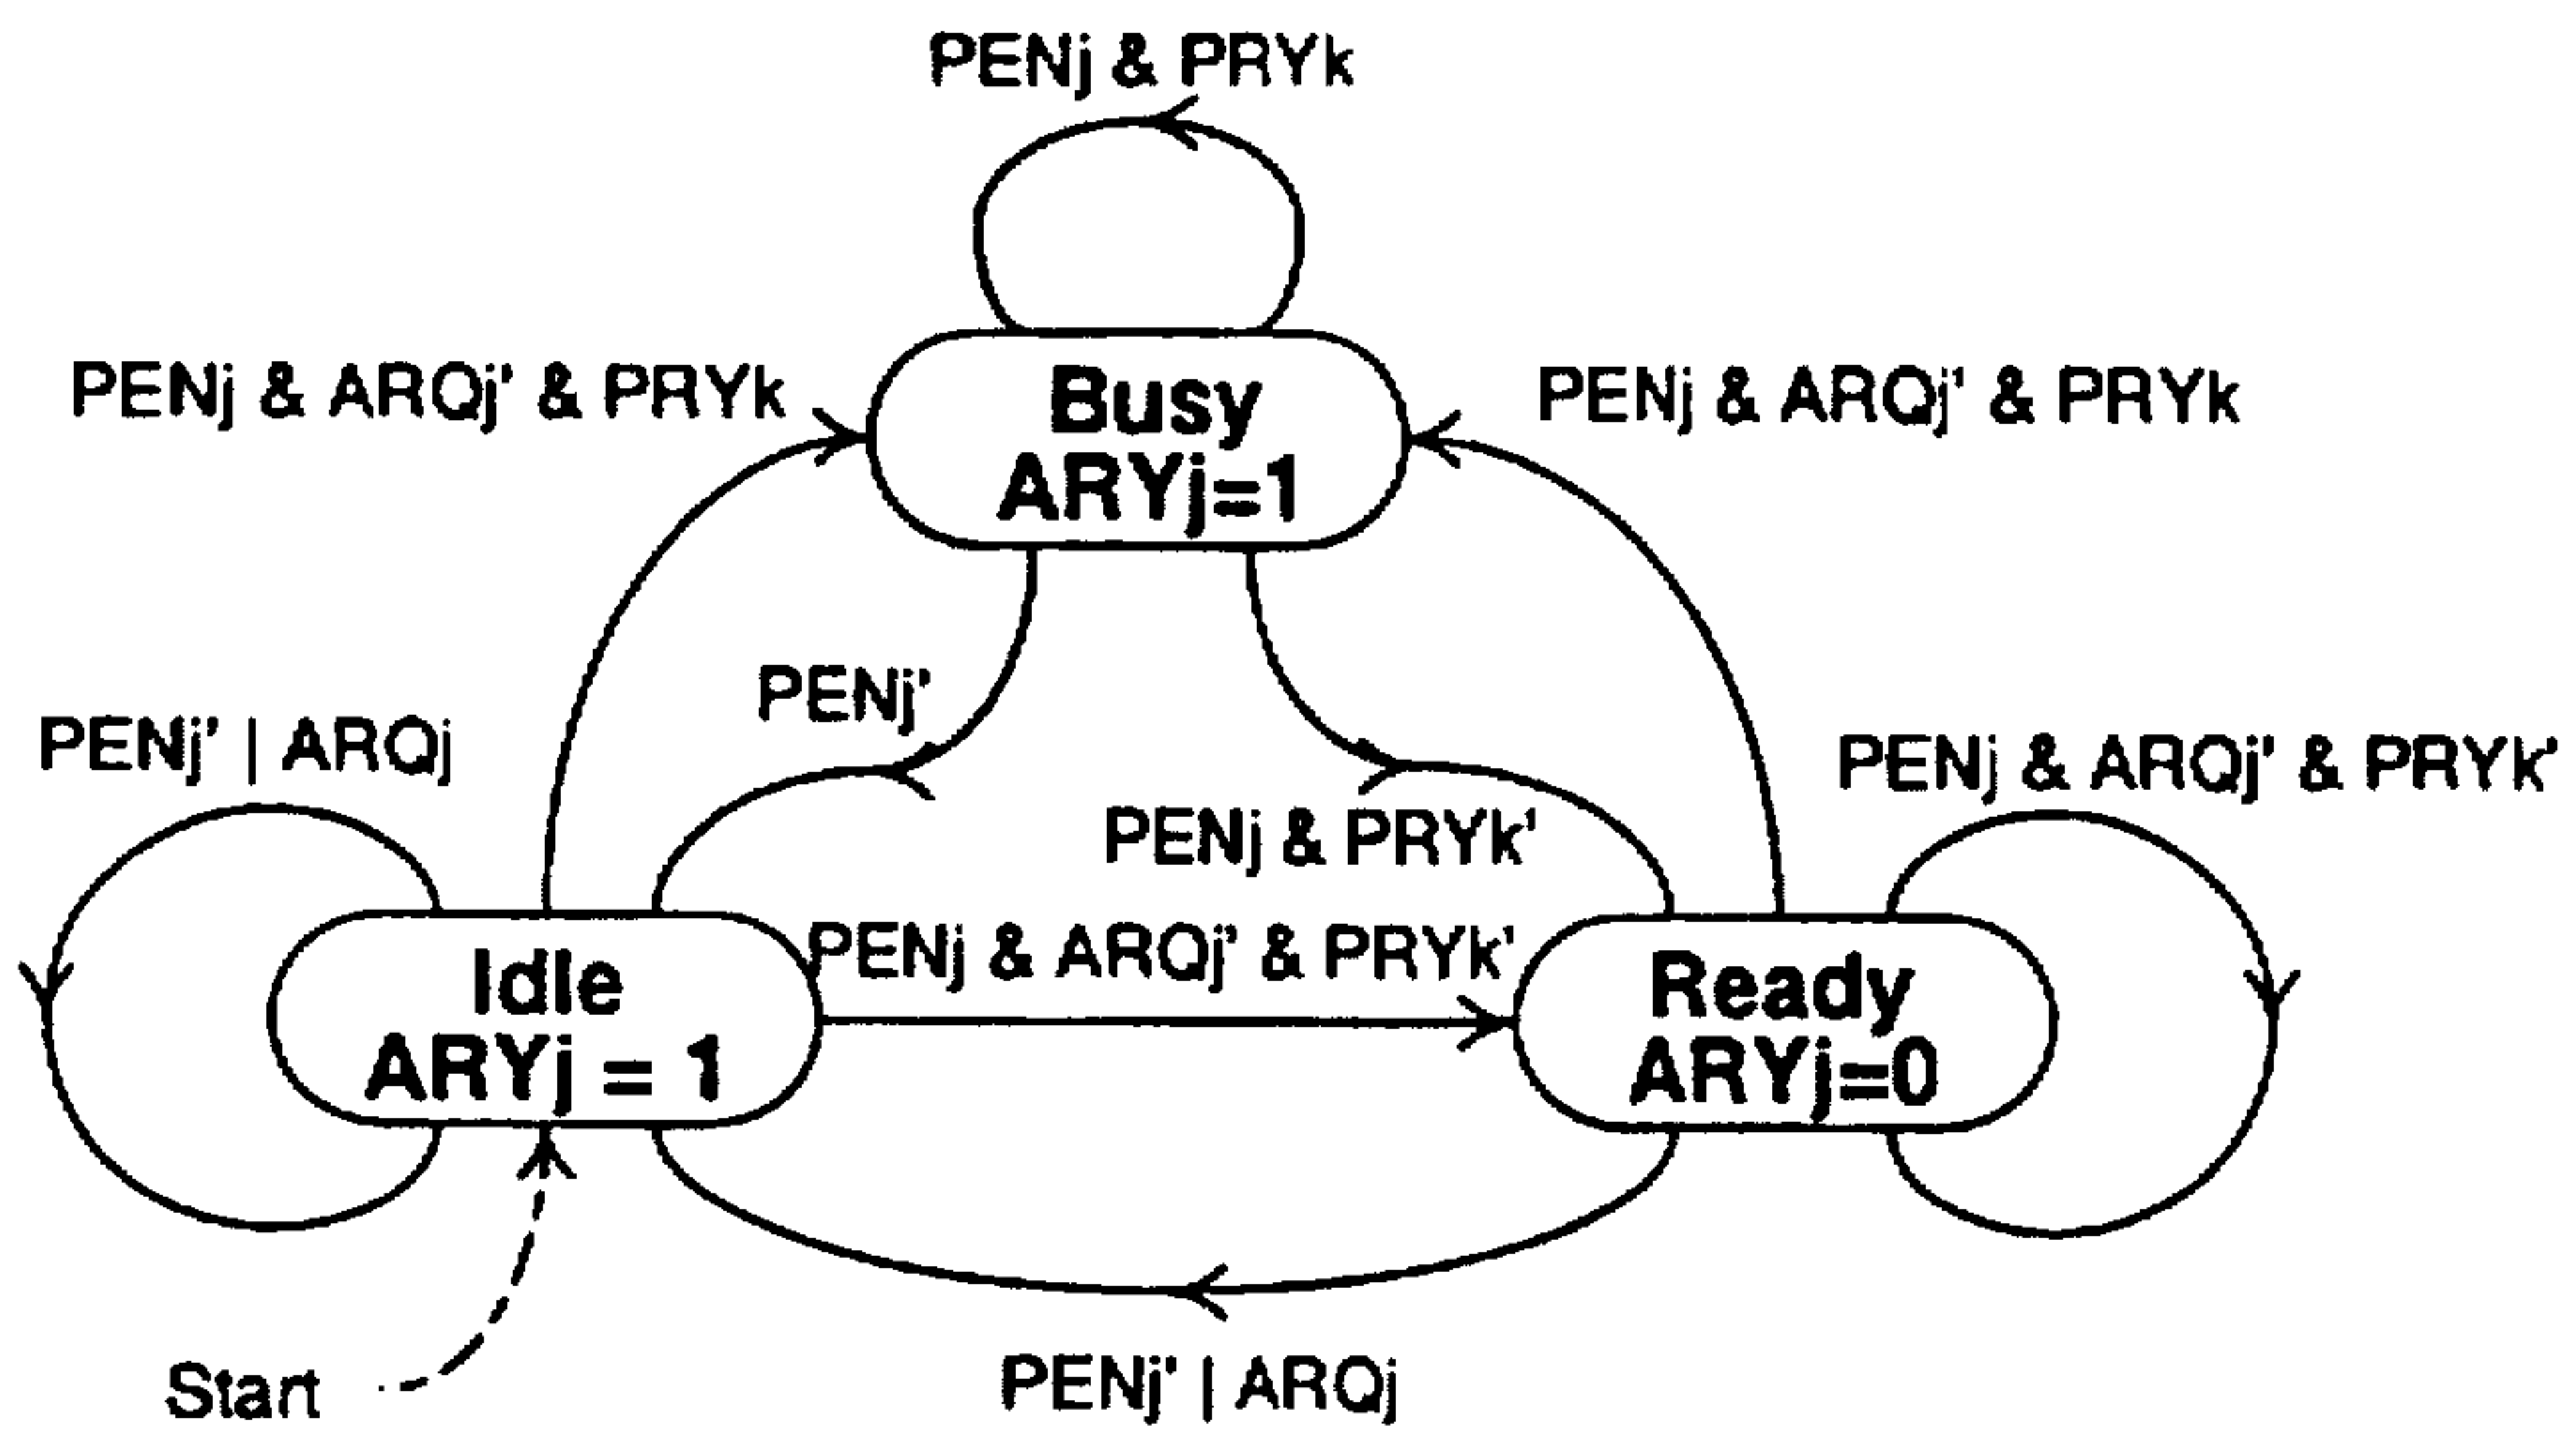 PENj & PRYk
PENj & ARQj' & PRYk
Busy
ARYj=1
PENj & ARQj' & PRYk
PENj'
PENj' | ARQj
PENj & PRYk'
PENj & ARQj' & PRYk'
PENj & ARQj' & PRYk'
Idle
ARYj = 1
Ready
ARYj=0
Start
PENj' | ARQj